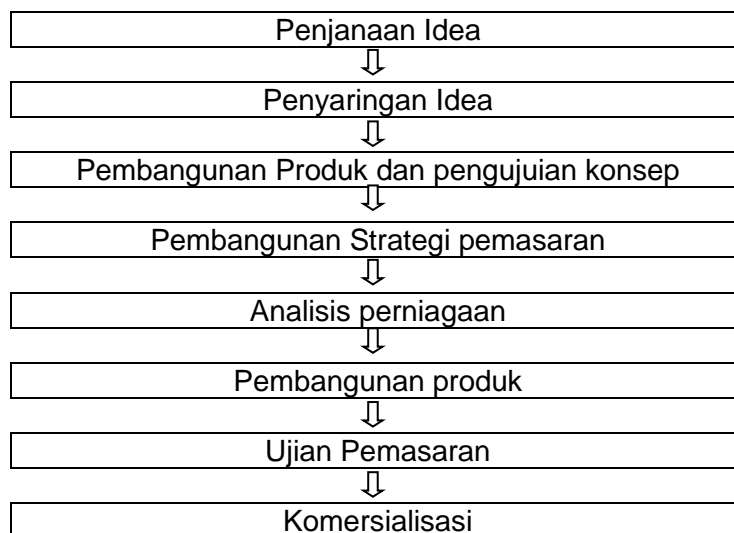 Penjanaan Idea
Penyaringan Idea
Pembangunan Produk dan pengujuian konsep
Pembangunan Strategi pemasaran
Analisis perniagaan
Pembangunan produk
Ujian Pemasaran
Komersialisasi